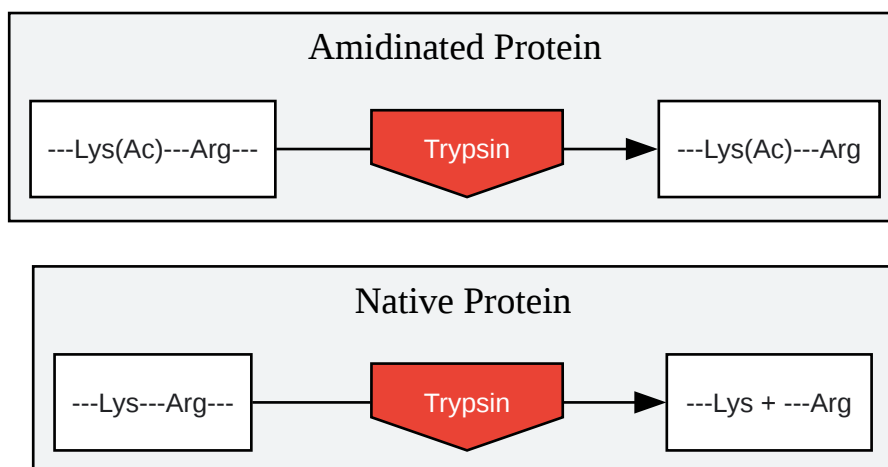 Amidinated Protein
---Lys(Ac)---Arg---
Trypsin
---Lys(Ac)---Arg
Native Protein
---Lys---Arg---
Trypsin
---Lys + ---Arg